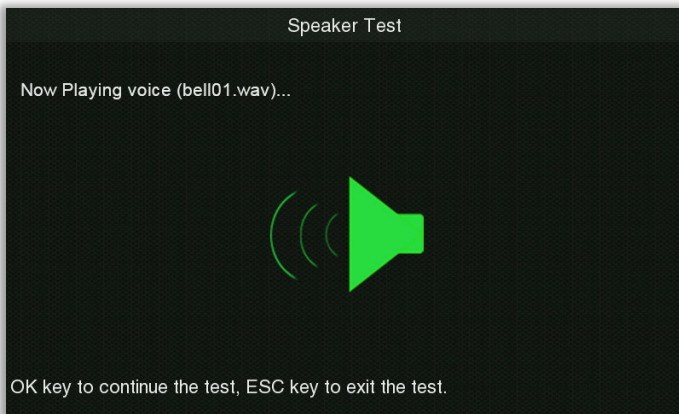 Speaker Test
Now Playing voice (bell01.wav)...
OK key to continue the test, ESC key to exit the test.